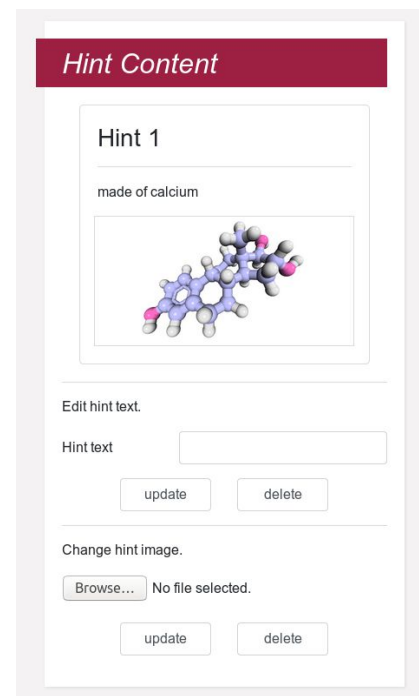 Hint Content
Hint 1
made of calcium
Edit hint text.
Hint text
update delete
Change hint image.
Browse... No file selected.
update delete